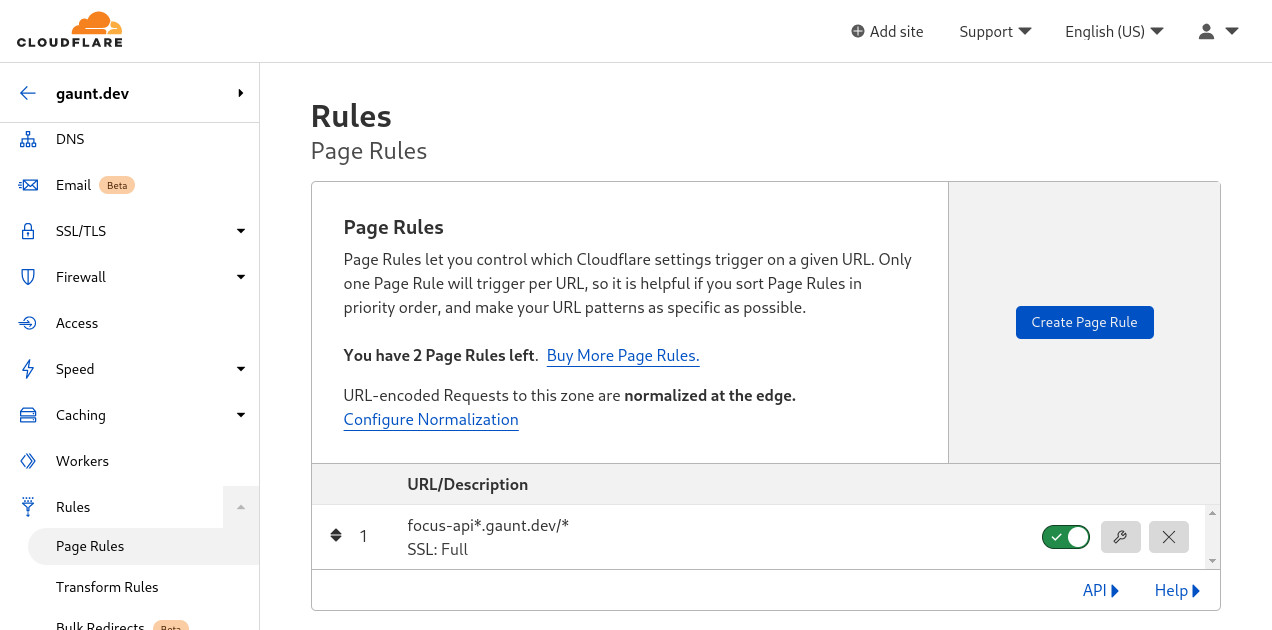 CLOUDFLARE
Add site
Support
English (US)
gaunt.dev
DNS
Email Beta
SSL/TLS
Firewall
Access
Speed
Caching
Workers
Rules
Page Rules
Transform Rules
Bulk Redirects Beta
Rules
Page Rules
Page Rules
Page Rules let you control which Cloudflare settings trigger on a given URL. Only
one Page Rule will trigger per URL, so it is helpful if you sort Page Rules in
priority order, and make your URL patterns as specific as possible.
You have 2 Page Rules left. Buy More Page Rules.
URL-encoded Requests to this zone are normalized at the edge.
Configure Normalization
Create Page Rule
URL/Description
1
focus-api*.gaunt.dev/*
SSL: Full
API
Help